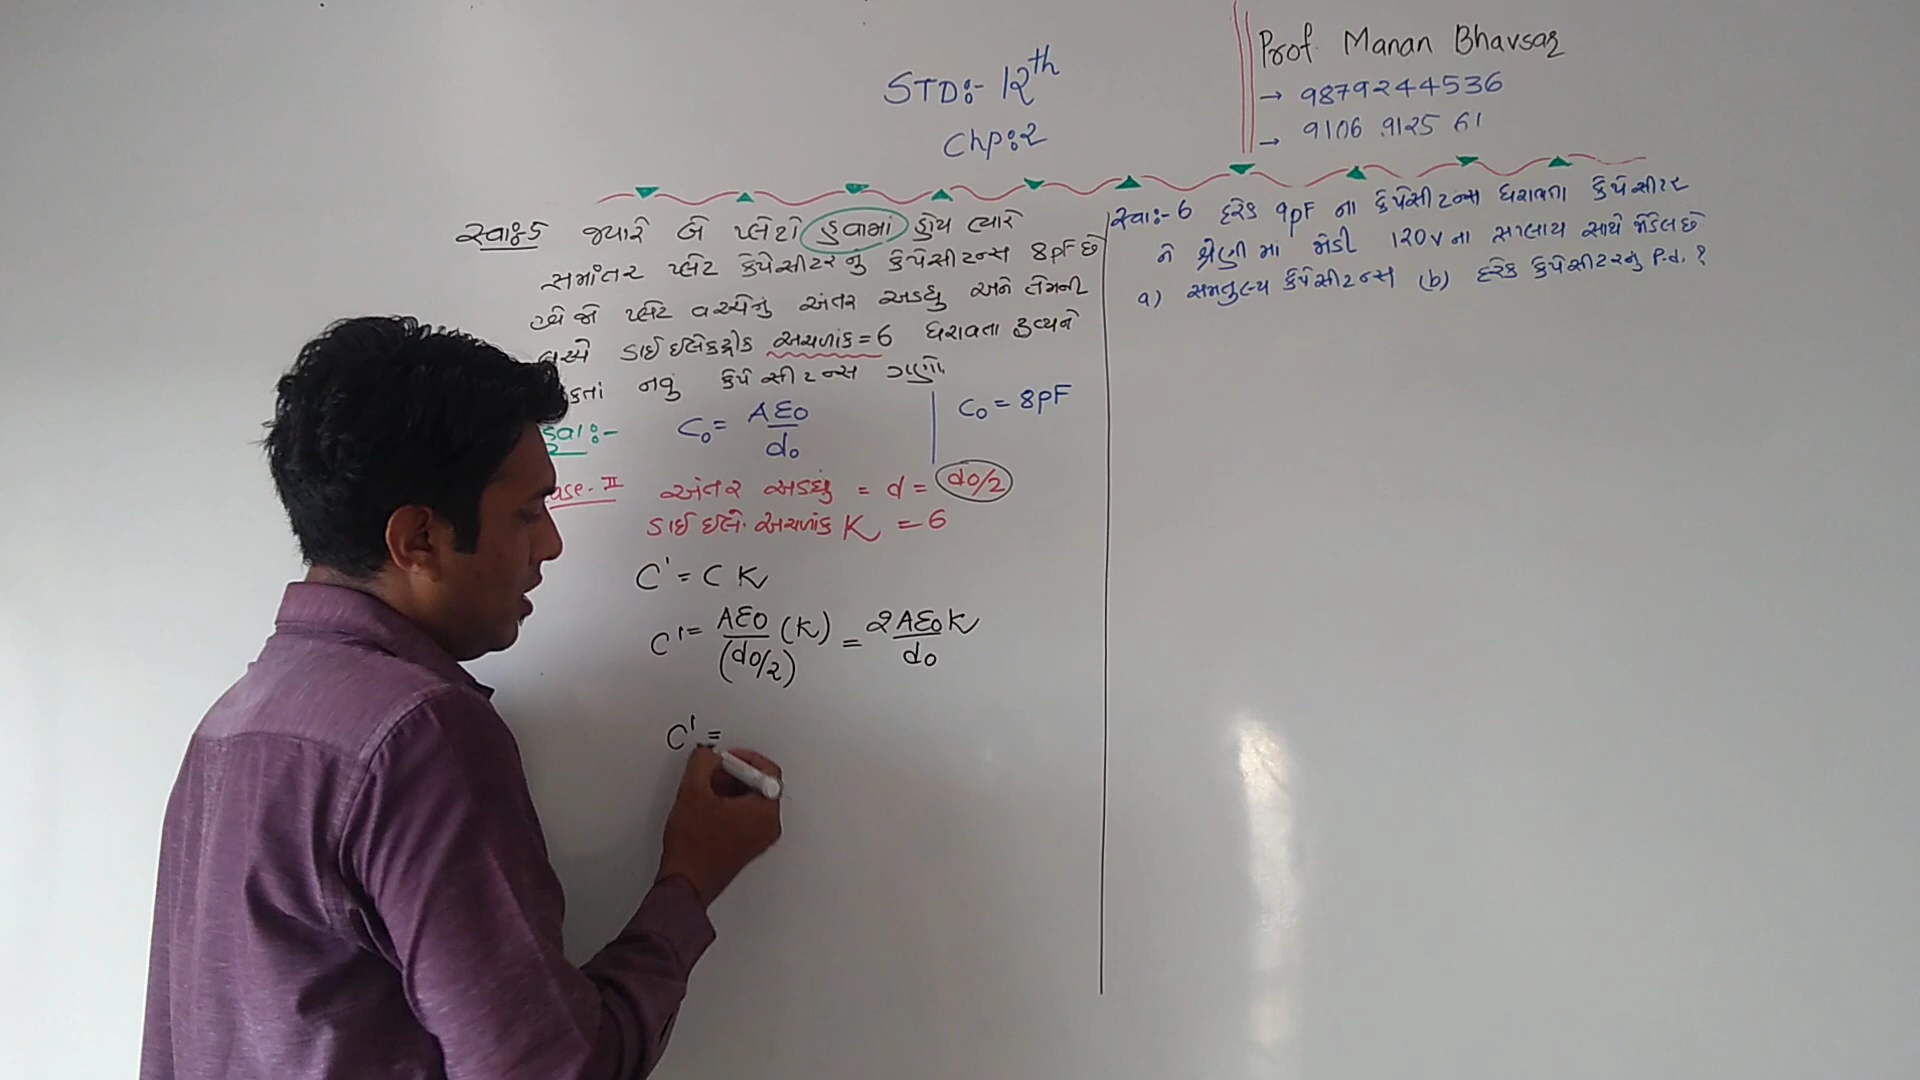 STD:- 12th
Chp:2
Prof. Manan Bhavsar
→ 9879244536
→ 9106 9125 61
સ્વા:5 જ્યારે બે પ્લેટો હવામાં હોય ત્યારે
સમાંતર પ્લેટ કેપેસીટરનું કેપેસીટન્સ 8pF છે
જો પ્લેટ વચ્ચેનું અંતર અડધુ અને તેમની
ડાઈ ઈલેકટ્રીક અચળાંક = 6 ધરાવતા દ્રવ્યને
નવું કેપેસીટન્સ ગણો.
C₀ = Aε0/d₀
C₀ = 8pF
અંતર અડધું = d = d0/2
ડાઈ ઈલે. અચળાંક K = 6
C' = C K
C' = Aε0/(d0/2) (K) = 2Aε0K/d₀
C' =
સ્વા:- 6 દરેક 9pF ના કેપેસીટન્સ ધરાવતા કેપેસીટર
ને શ્રેણી માં જોડી 120V ના સપ્લાય સાથે જોડેલ છે
a) સમતુલ્ય કેપેસીટન્સ (b) દરેક કેપેસીટરનું P.d. ?